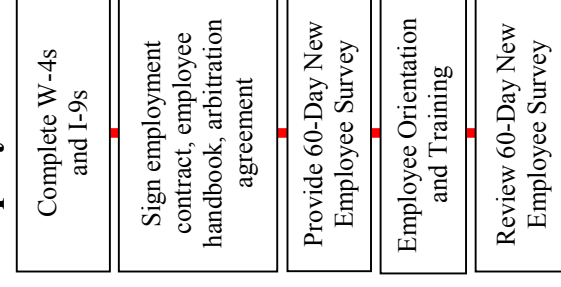 Complete W-4s
and I-9s
Sign employment
contract, employee
handbook, arbitration
agreement
Provide 60-Day New
Employee Survey
Employee Orientation
and Training
Review 60-Day New
Employee Survey